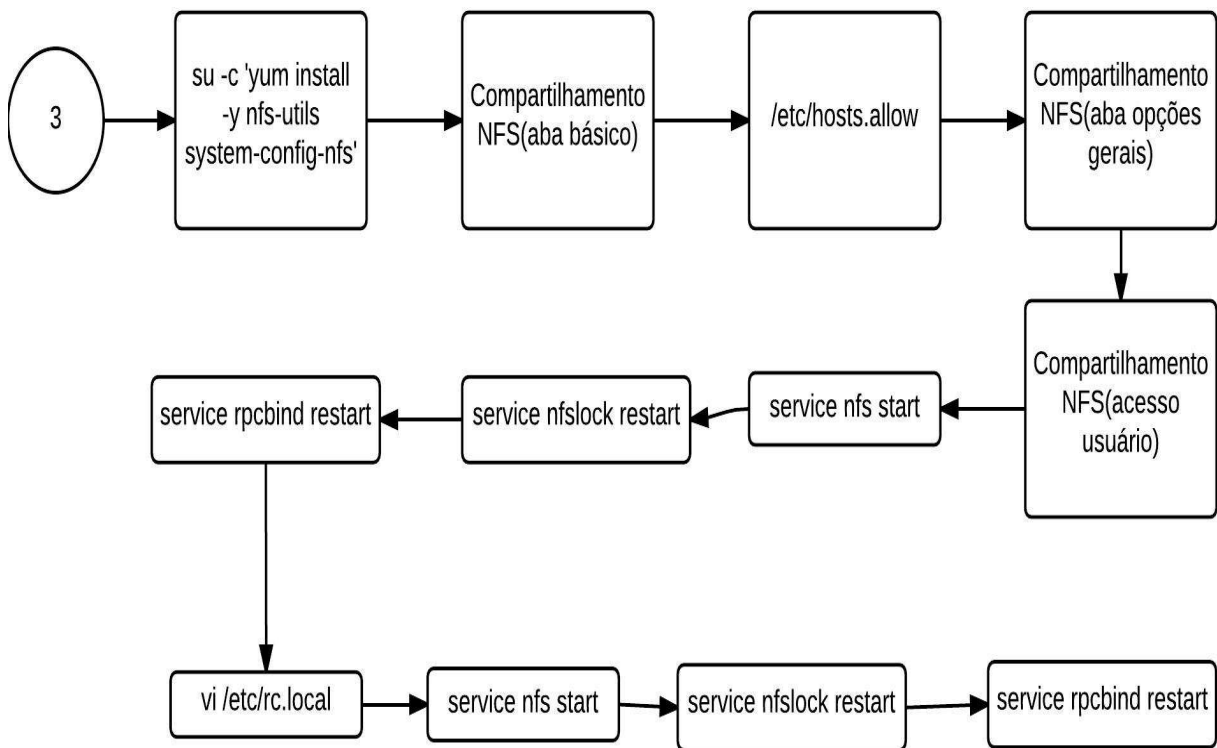 3
su -c 'yum install
-y nfs-utils
system-config-nfs'
Compartilhamento
NFS(aba básico)
/etc/hosts.allow
Compartilhamento
NFS(aba opções
gerais)
Compartilhamento
NFS(acesso
usuário)
service nfs start
service nfslock restart
service rpcbind restart
vi /etc/rc.local
service nfs start
service nfslock restart
service rpcbind restart